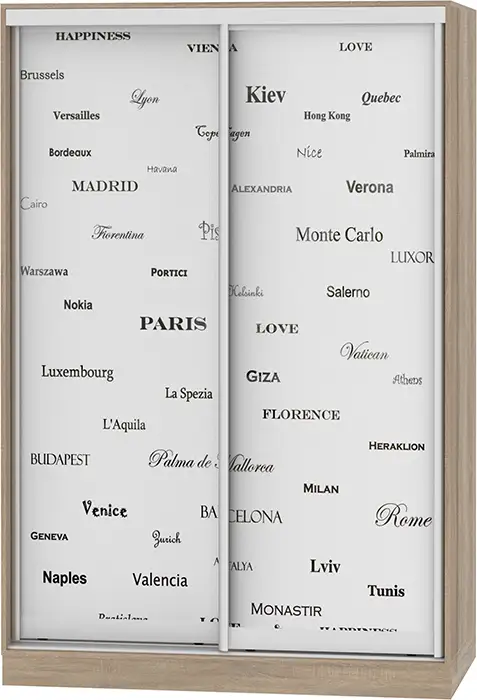 HAPPINESS
VIENNA
LOVE
Brussels
Lyon
Kiev
Quebec
Versailles
Hong Kong
Copenhagen
Bordeaux
Nice
Palmira
Havana
MADRID
ALEXANDRIA
Verona
Cairo
Fiorentina
Pis
Monte Carlo
LUXOR
Warszawa
PORTICI
Helsinki
Salerno
Nokia
PARIS
LOVE
Vatican
Luxembourg
GIZA
Athens
La Spezia
FLORENCE
L'Aquila
HERAKLION
BUDAPEST
Palma de Mallorca
MILAN
Venice
BARCELONA
Rome
GENEVA
Zurich
ANTALYA
Lviv
Naples
Valencia
Tunis
MONASTIR
Bratislava
LOVE & HAPPINESS